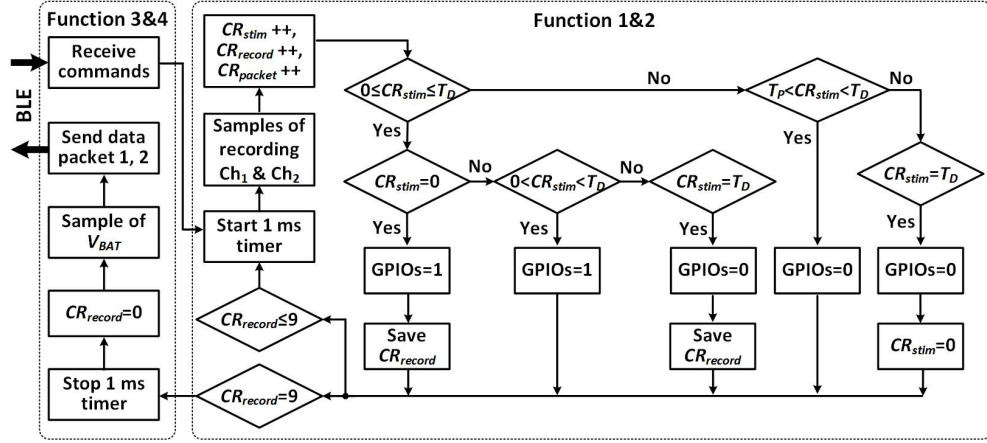 Function 3&4
Function 1&2
BLE
Receive
commands
Send data
packet 1, 2
Sample of
V_BAT
CR_record=0
Stop 1 ms
timer
CR_stim ++,
CR_record ++,
CR_packet ++
Samples of
recording
Ch_1 & Ch_2
Start 1 ms
timer
CR_record≤9
CR_record=9
0≤CR_stim≤T_D
No
T_P<CR_stim<T_D
No
Yes
Yes
CR_stim=0
No
0<CR_stim<T_D
No
CR_stim=T_D
CR_stim=T_D
Yes
Yes
Yes
GPIOs=1
GPIOs=1
GPIOs=0
GPIOs=0
GPIOs=0
Save
CR_record
Save
CR_record
CR_stim=0